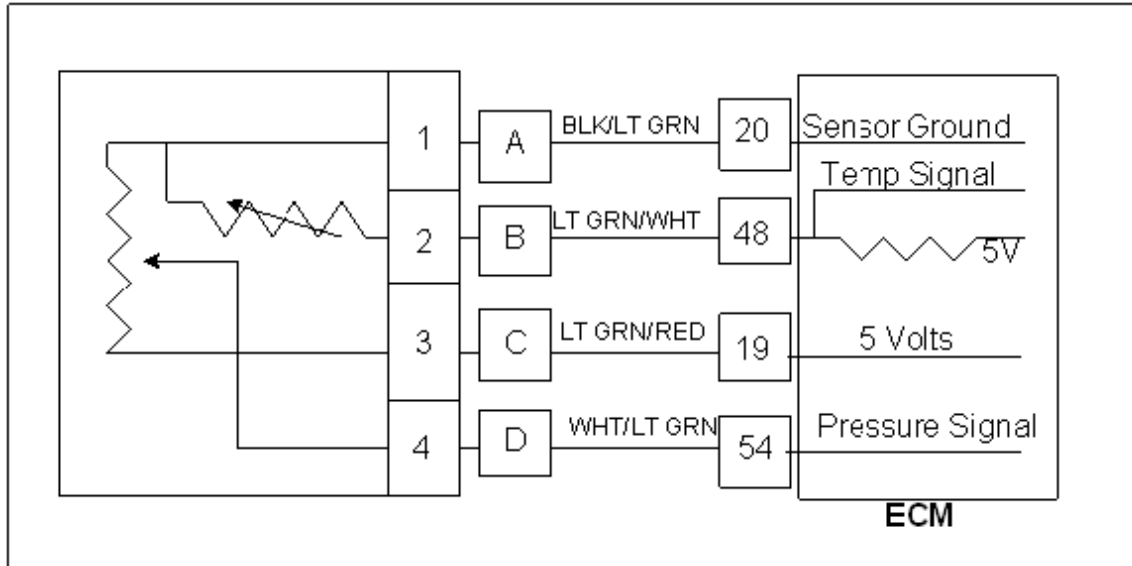 1 A BLK/LT GRN 20 Sensor Ground
Temp Signal
2 B LT GRN/WHT 48 5V
3 C LT GRN/RED 19 5 Volts
4 D WHT/LT GRN 54 Pressure Signal
ECM